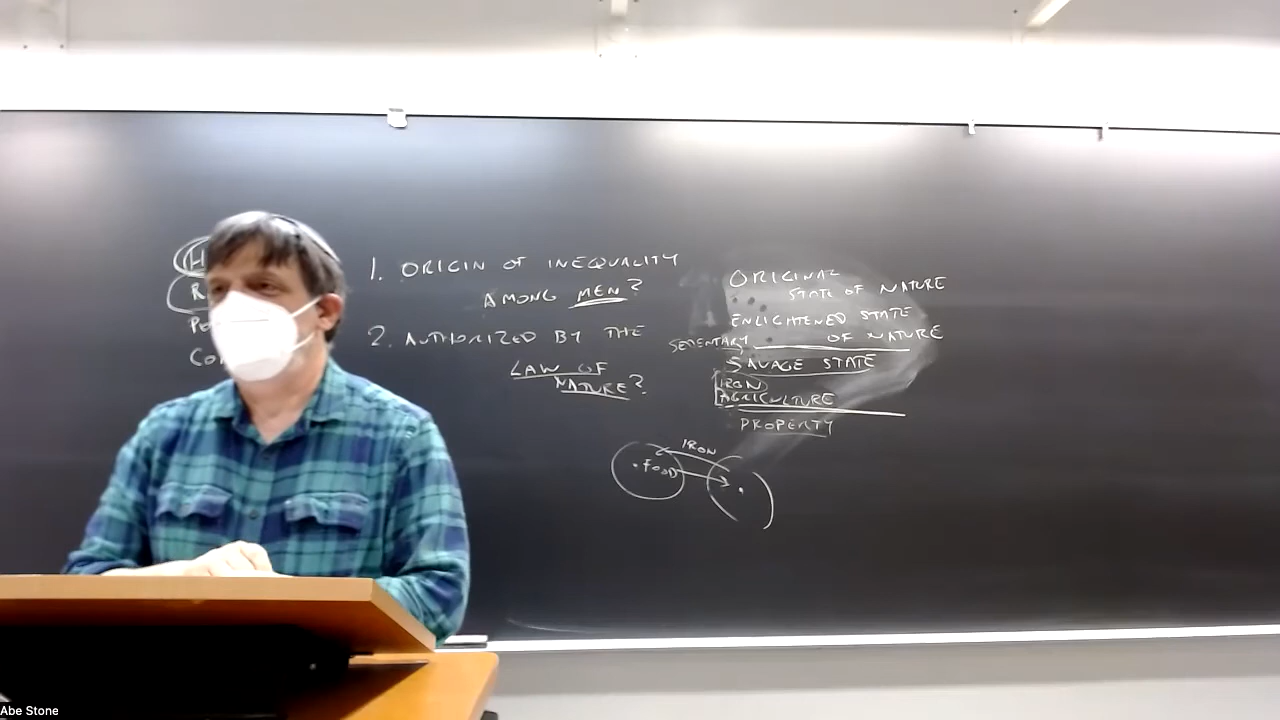 1. ORIGIN OF INEQUALITY
AMONG MEN?
2. AUTHORIZED BY THE
LAW OF
NATURE?
ORIGINAL
STATE OF NATURE
ENLIGHTENED STATE
OF NATURE
SEDENTARY
SAVAGE STATE
IRON
AGRICULTURE
PROPERTY
IRON
FOOD
Abe Stone